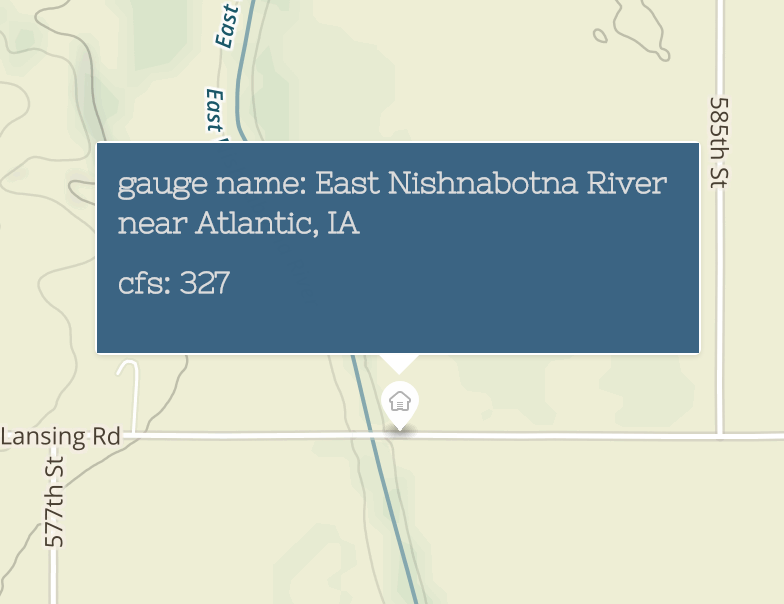 East
East
585th St
gauge name: East Nishnabotna River
near Atlantic, IA
cfs: 327
Lansing Rd
577th St